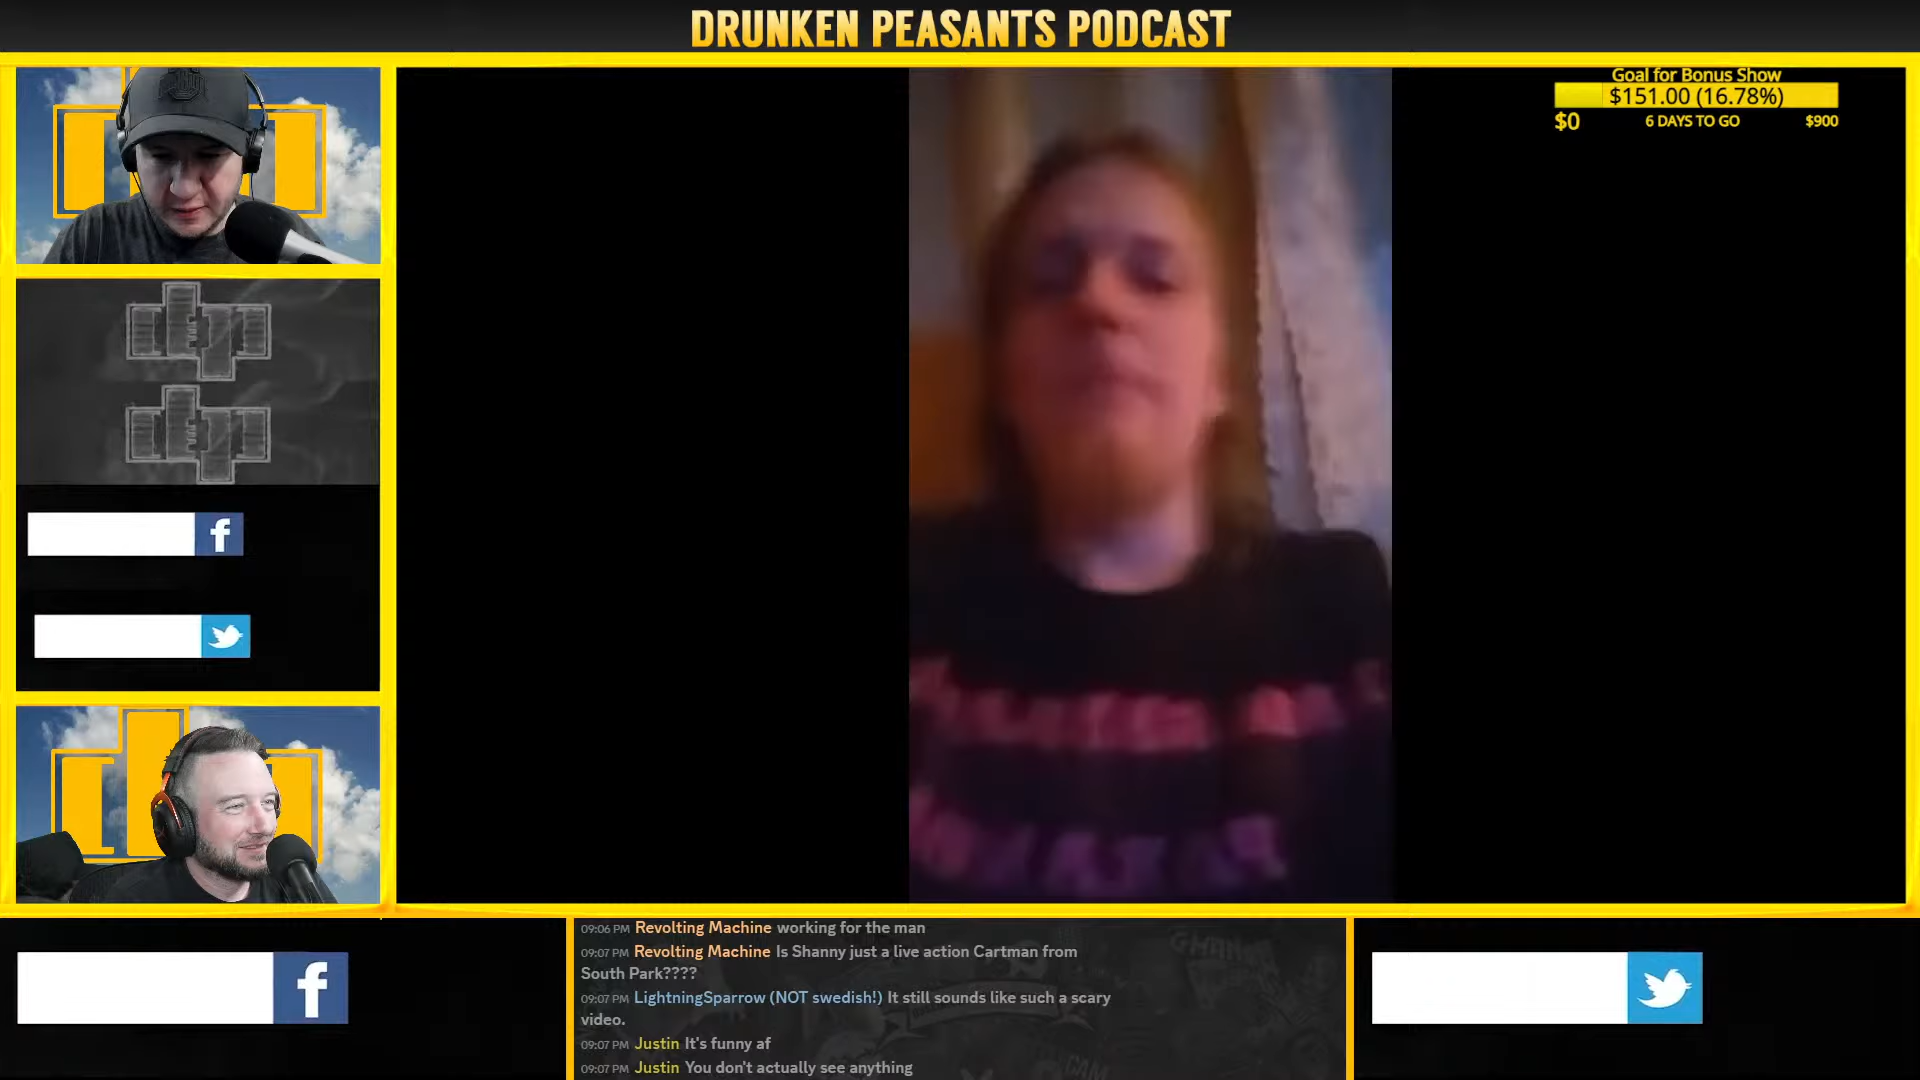 DRUNKEN PEASANTS PODCAST
Goal for Bonus Show
$151.00 (16.78%)
$0 6 DAYS TO GO $900
09:06 PM Revolting Machine working for the man
09:07 PM Revolting Machine Is Shanny just a live action Cartman from
South Park????
09:07 PM LightningSparrow (NOT swedish!) It still sounds like such a scary
video.
09:07 PM Justin It's funny af
09:07 PM Justin You don't actually see anything